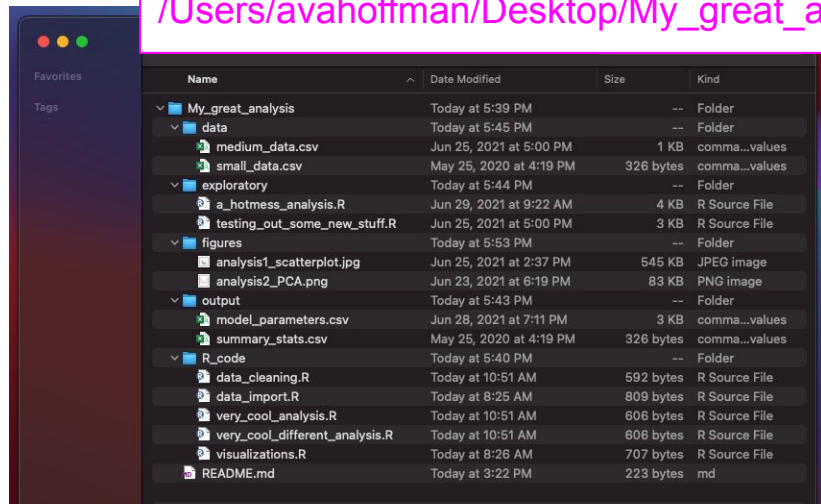 /Users/avahoffman/Desktop/My_great_a
Favorites
Tags
Name Date Modified Size Kind
My_great_analysis Today at 5:39 PM -- Folder
data Today at 5:45 PM -- Folder
medium_data.csv Jun 25, 2021 at 5:00 PM 1 KB comma...values
small_data.csv May 25, 2020 at 4:19 PM 326 bytes comma...values
exploratory Today at 5:44 PM -- Folder
a_hotmess_analysis.R Jun 29, 2021 at 9:22 AM 4 KB R Source File
testing_out_some_new_stuff.R Jun 25, 2021 at 5:00 PM 3 KB R Source File
figures Today at 5:53 PM -- Folder
analysis1_scatterplot.jpg Jun 25, 2021 at 2:37 PM 545 KB JPEG image
analysis2_PCA.png Jun 23, 2021 at 6:19 PM 83 KB PNG image
output Today at 5:43 PM -- Folder
model_parameters.csv Jun 28, 2021 at 7:11 PM 3 KB comma...values
summary_stats.csv May 25, 2020 at 4:19 PM 326 bytes comma...values
R_code Today at 5:40 PM -- Folder
data_cleaning.R Today at 10:51 AM 592 bytes R Source File
data_import.R Today at 8:25 AM 809 bytes R Source File
very_cool_analysis.R Today at 10:51 AM 606 bytes R Source File
very_cool_different_analysis.R Today at 10:51 AM 606 bytes R Source File
visualizations.R Today at 8:26 AM 707 bytes R Source File
README.md Today at 3:22 PM 223 bytes md